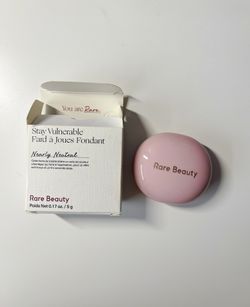 You are Rare.
Stay Vulnerable
Fard à Joues Fondant
Nearly Neutral
Rare Beauty
Poids Net 0.17 oz. / 5 g
Rare Beauty